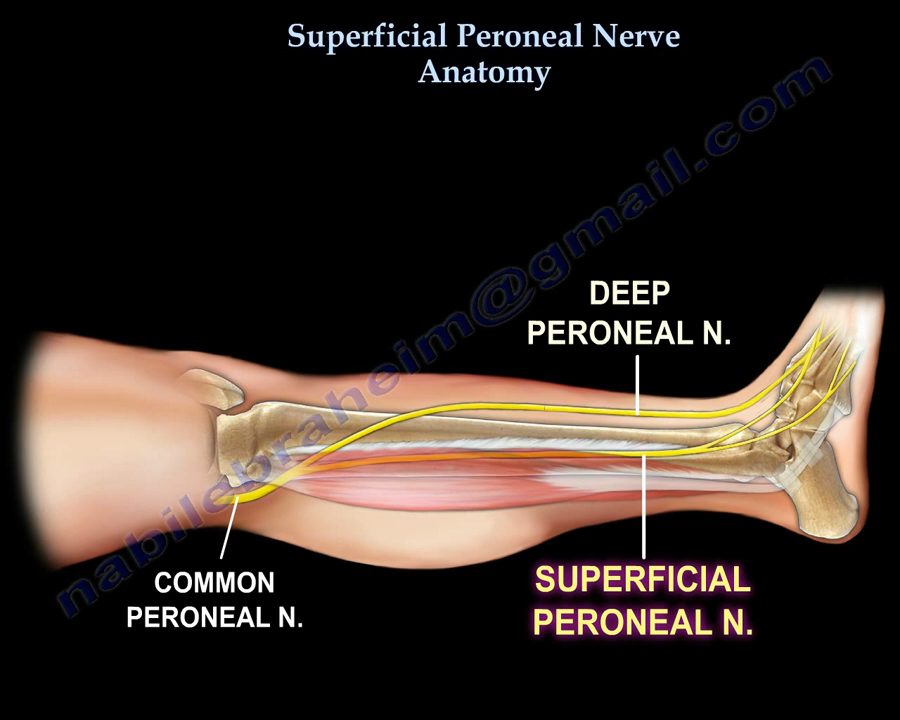 Superficial Peroneal Nerve
Anatomy
nabilebraheim@gmail.com
DEEP
PERONEAL N.
COMMON
PERONEAL N.
SUPERFICIAL
PERONEAL N.